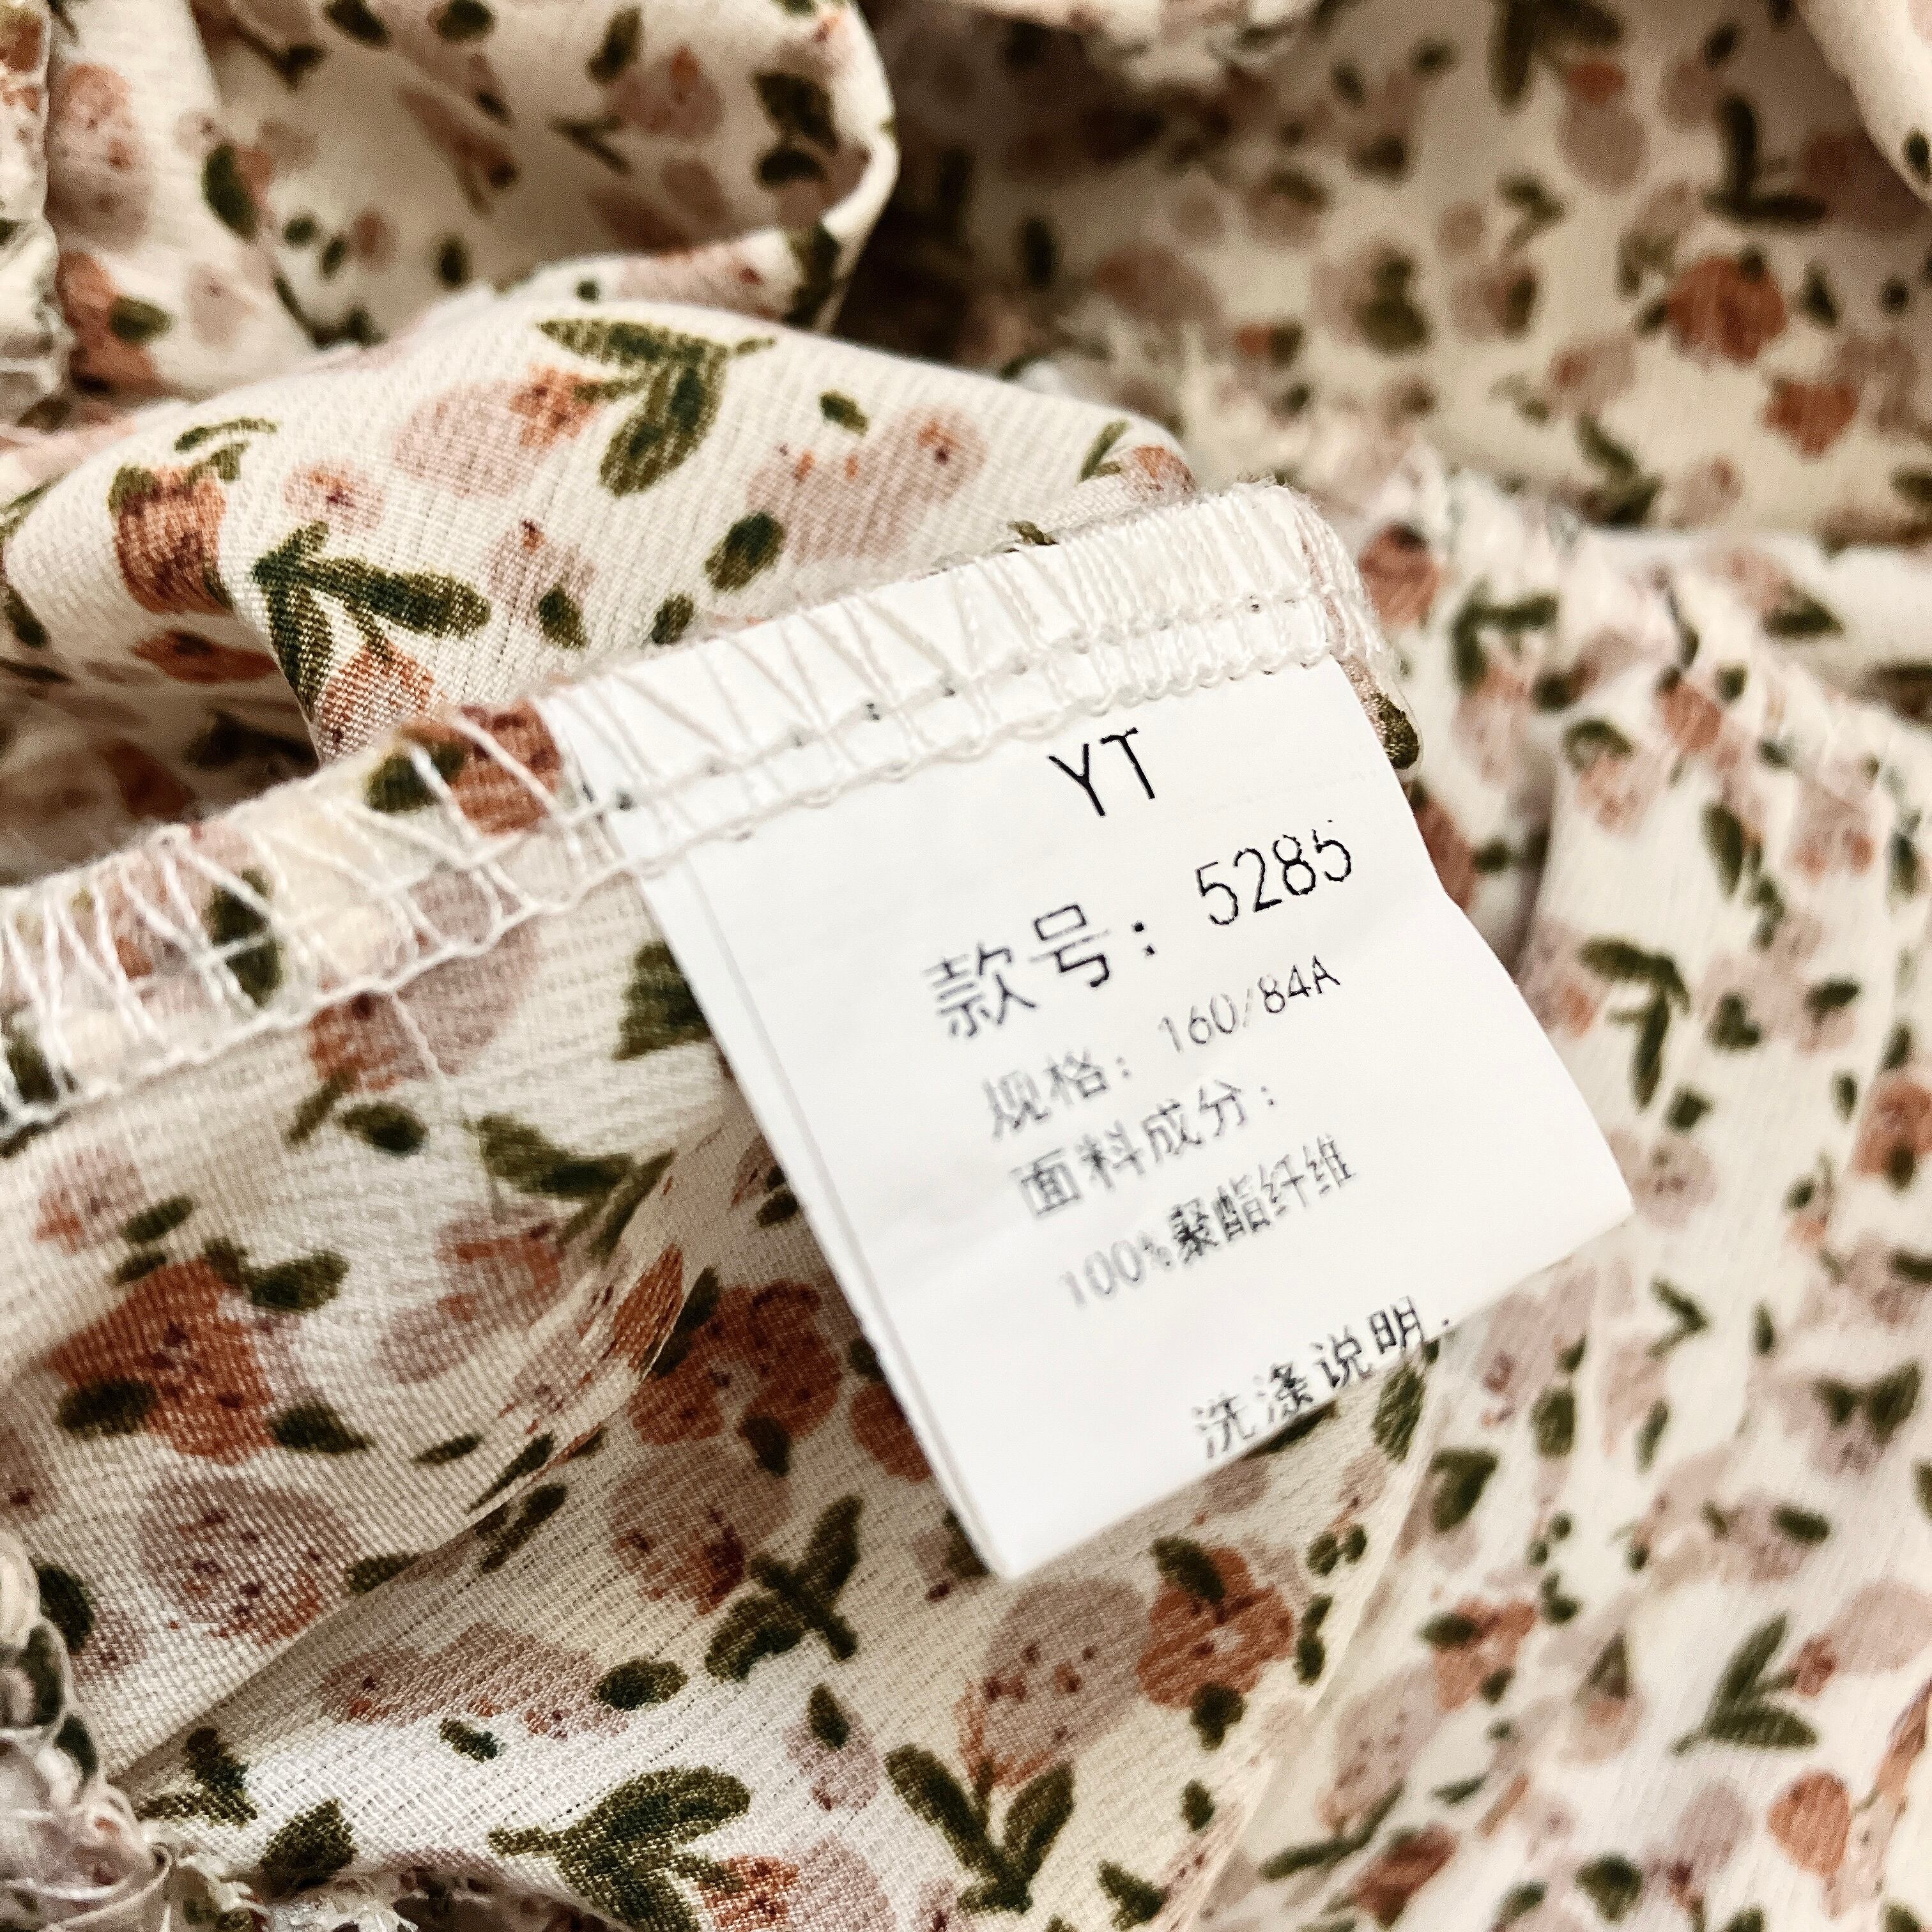 YT
款号: 5285
规格: 160/84A
面料成分:
100%聚酯纤维
洗涤说明.